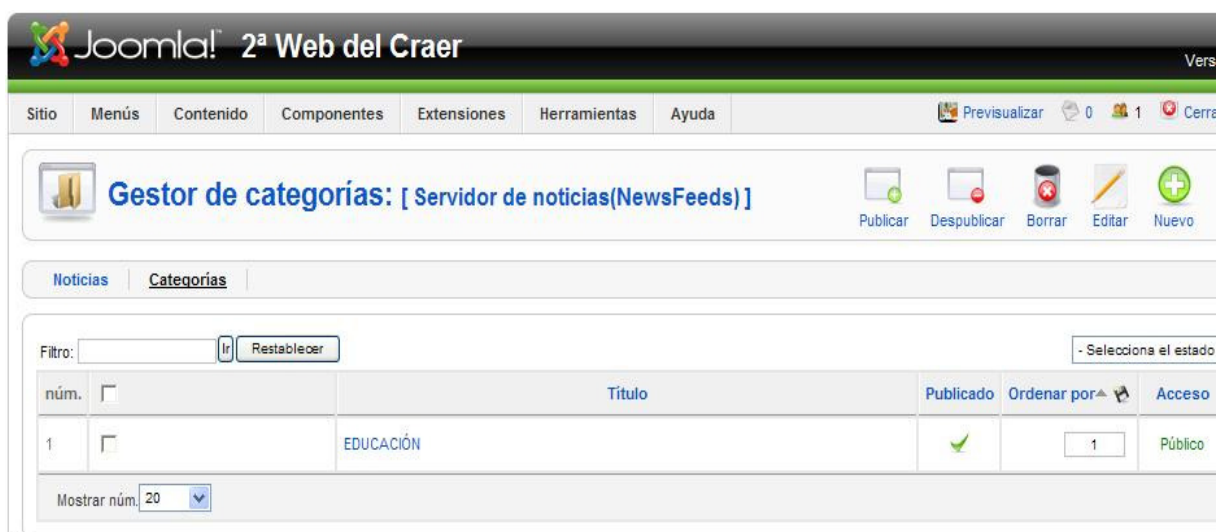 Joomla! 2ª Web del Craer
Vers
Sitio Menús Contenido Componentes Extensiones Herramientas Ayuda Previsualizar 0 1 Cerra
Gestor de categorías: [ Servidor de noticias(NewsFeeds) ]
Publicar Despublicar Borrar Editar Nuevo
Noticias Categorías
Filtro: Ir Restablecer - Selecciona el estado
núm. Título Publicado Ordenar por Acceso
1 EDUCACIÓN 1 Público
Mostrar núm. 20